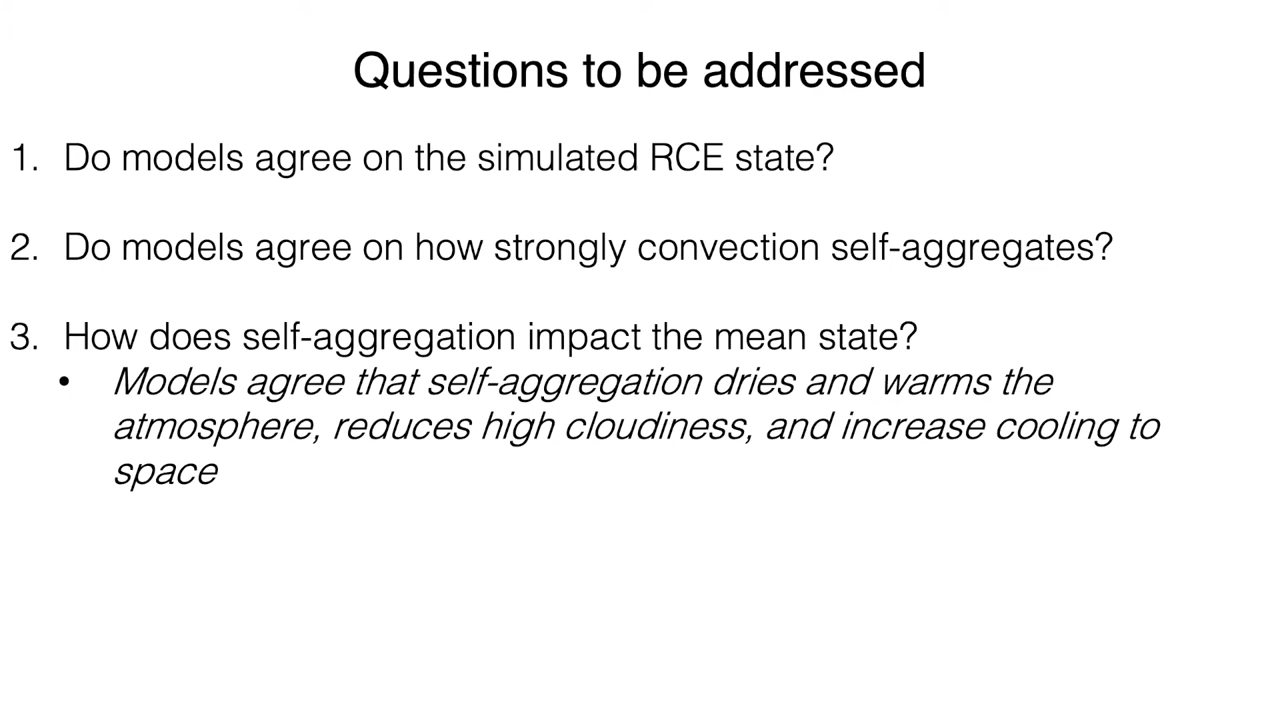 Questions to be addressed
1. Do models agree on the simulated RCE state?
2. Do models agree on how strongly convection self-aggregates?
3. How does self-aggregation impact the mean state?
• Models agree that self-aggregation dries and warms the
atmosphere, reduces high cloudiness, and increase cooling to
space